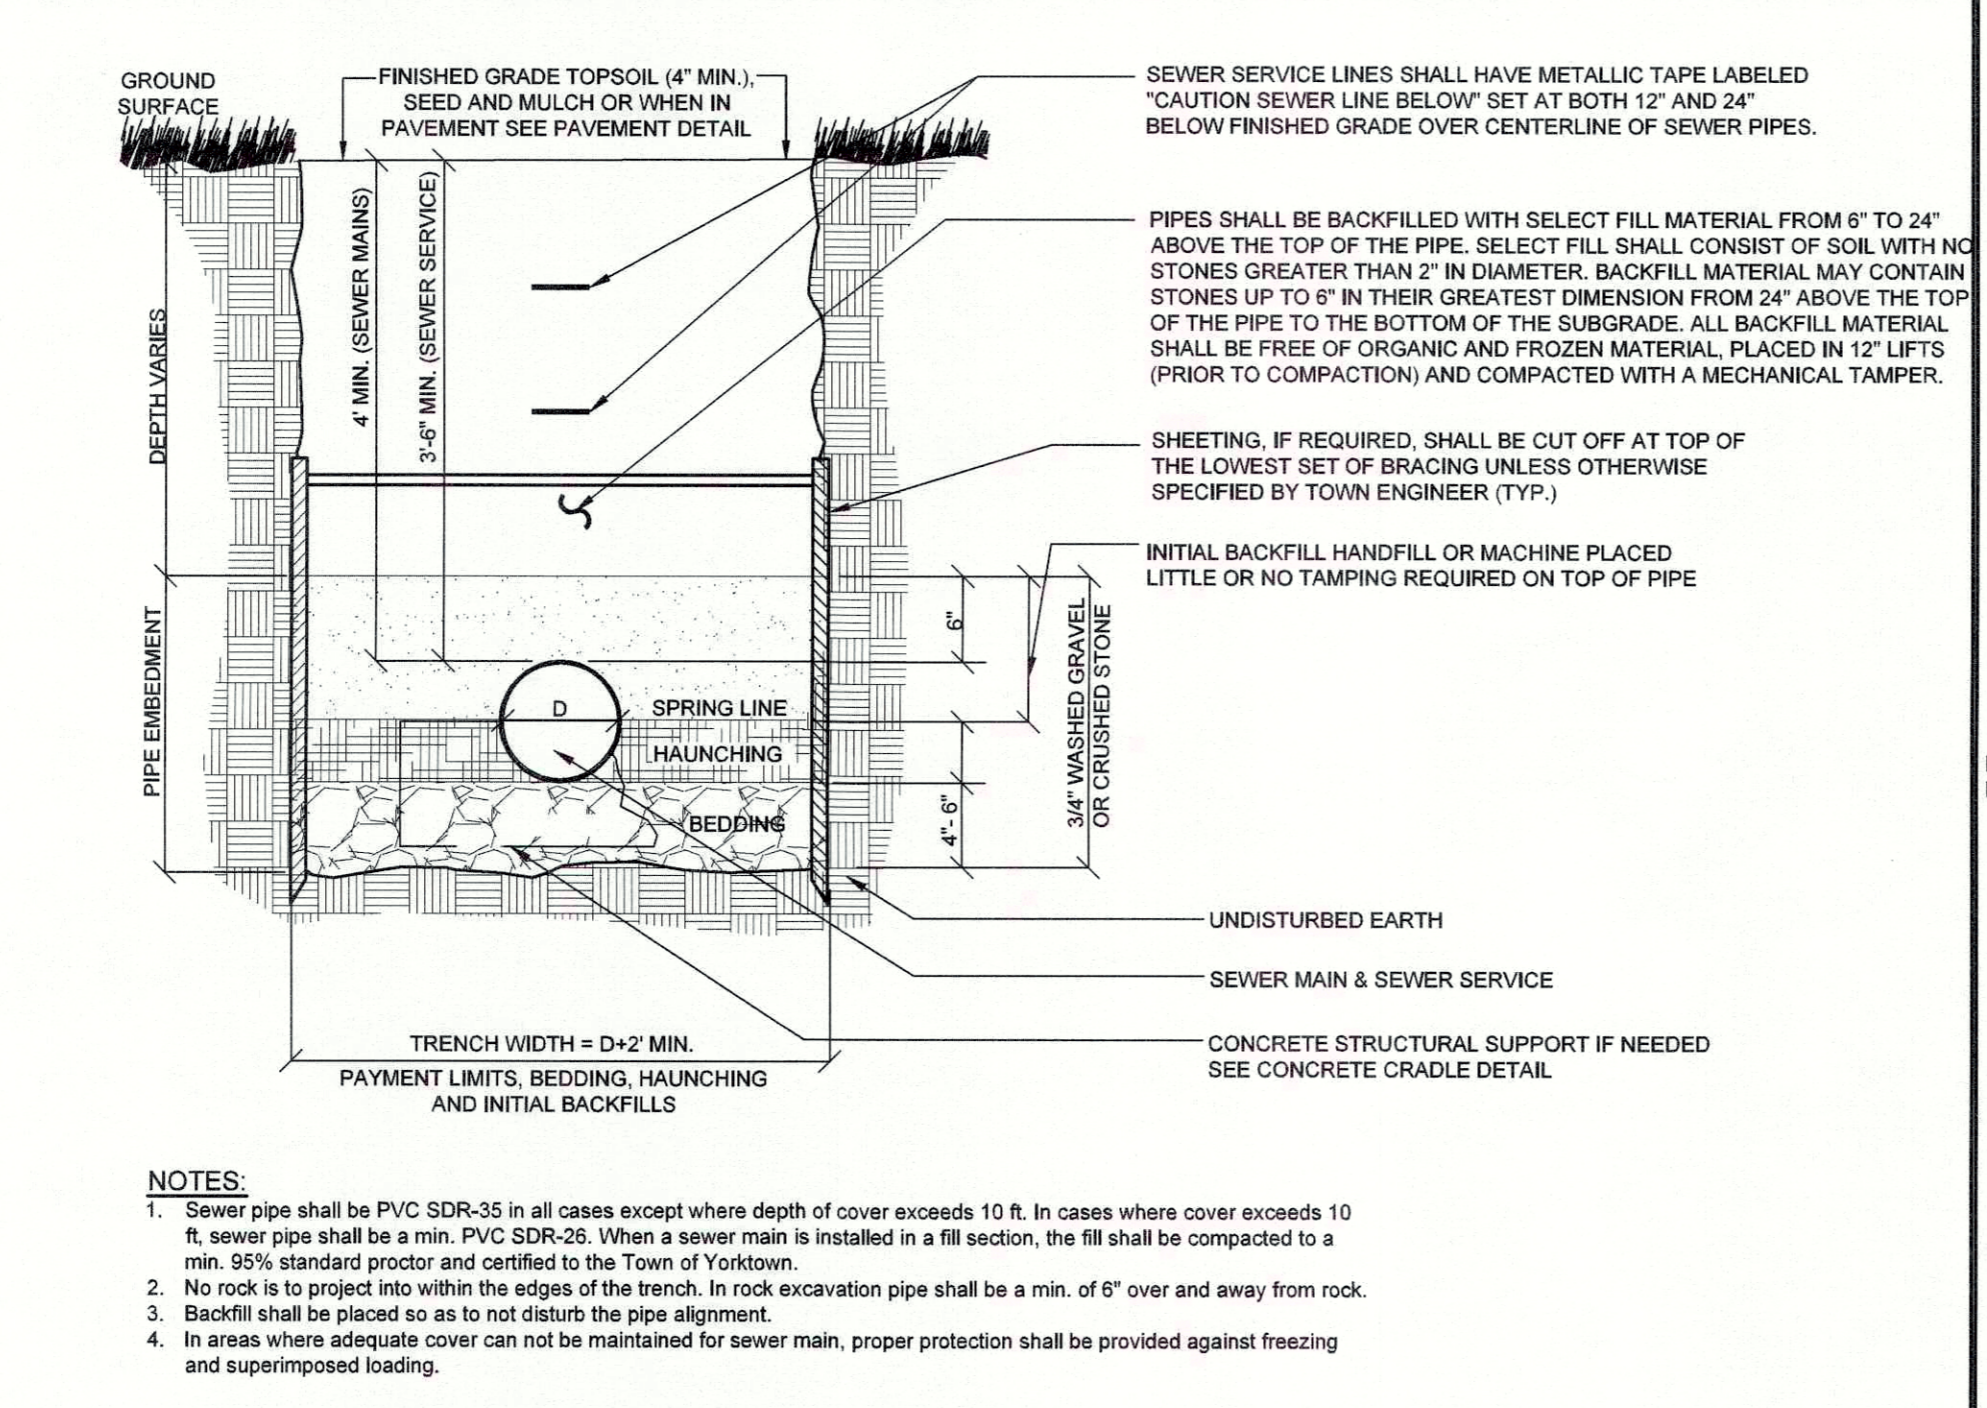 GROUND
SURFACE
FINISHED GRADE TOPSOIL (4" MIN.),
SEED AND MULCH OR WHEN IN
PAVEMENT SEE PAVEMENT DETAIL
SEWER SERVICE LINES SHALL HAVE METALLIC TAPE LABELED
"CAUTION SEWER LINE BELOW" SET AT BOTH 12" AND 24"
BELOW FINISHED GRADE OVER CENTERLINE OF SEWER PIPES.
PIPES SHALL BE BACKFILLED WITH SELECT FILL MATERIAL FROM 6" TO 24"
ABOVE THE TOP OF THE PIPE. SELECT FILL SHALL CONSIST OF SOIL WITH NO
STONES GREATER THAN 2" IN DIAMETER. BACKFILL MATERIAL MAY CONTAIN
STONES UP TO 6" IN THEIR GREATEST DIMENSION FROM 24" ABOVE THE TOP
OF THE PIPE TO THE BOTTOM OF THE SUBGRADE. ALL BACKFILL MATERIAL
SHALL BE FREE OF ORGANIC AND FROZEN MATERIAL, PLACED IN 12" LIFTS
(PRIOR TO COMPACTION) AND COMPACTED WITH A MECHANICAL TAMPER.
DEPTH VARIES
4' MIN. (SEWER MAINS)
3'-6" MIN. (SEWER SERVICE)
SHEETING, IF REQUIRED, SHALL BE CUT OFF AT TOP OF
THE LOWEST SET OF BRACING UNLESS OTHERWISE
SPECIFIED BY TOWN ENGINEER (TYP.)
INITIAL BACKFILL HANDFILL OR MACHINE PLACED
LITTLE OR NO TAMPING REQUIRED ON TOP OF PIPE
PIPE EMBEDMENT
6"
3/4" WASHED GRAVEL
OR CRUSHED STONE
D
SPRING LINE
HAUNCHING
4"- 6"
BEDDING
UNDISTURBED EARTH
SEWER MAIN & SEWER SERVICE
CONCRETE STRUCTURAL SUPPORT IF NEEDED
SEE CONCRETE CRADLE DETAIL
TRENCH WIDTH = D+2' MIN.
PAYMENT LIMITS, BEDDING, HAUNCHING
AND INITIAL BACKFILLS
NOTES:
1. Sewer pipe shall be PVC SDR-35 in all cases except where depth of cover exceeds 10 ft. In cases where cover exceeds 10
ft, sewer pipe shall be a min. PVC SDR-26. When a sewer main is installed in a fill section, the fill shall be compacted to a
min. 95% standard proctor and certified to the Town of Yorktown.
2. No rock is to project into within the edges of the trench. In rock excavation pipe shall be a min. of 6" over and away from rock.
3. Backfill shall be placed so as to not disturb the pipe alignment.
4. In areas where adequate cover can not be maintained for sewer main, proper protection shall be provided against freezing
and superimposed loading.